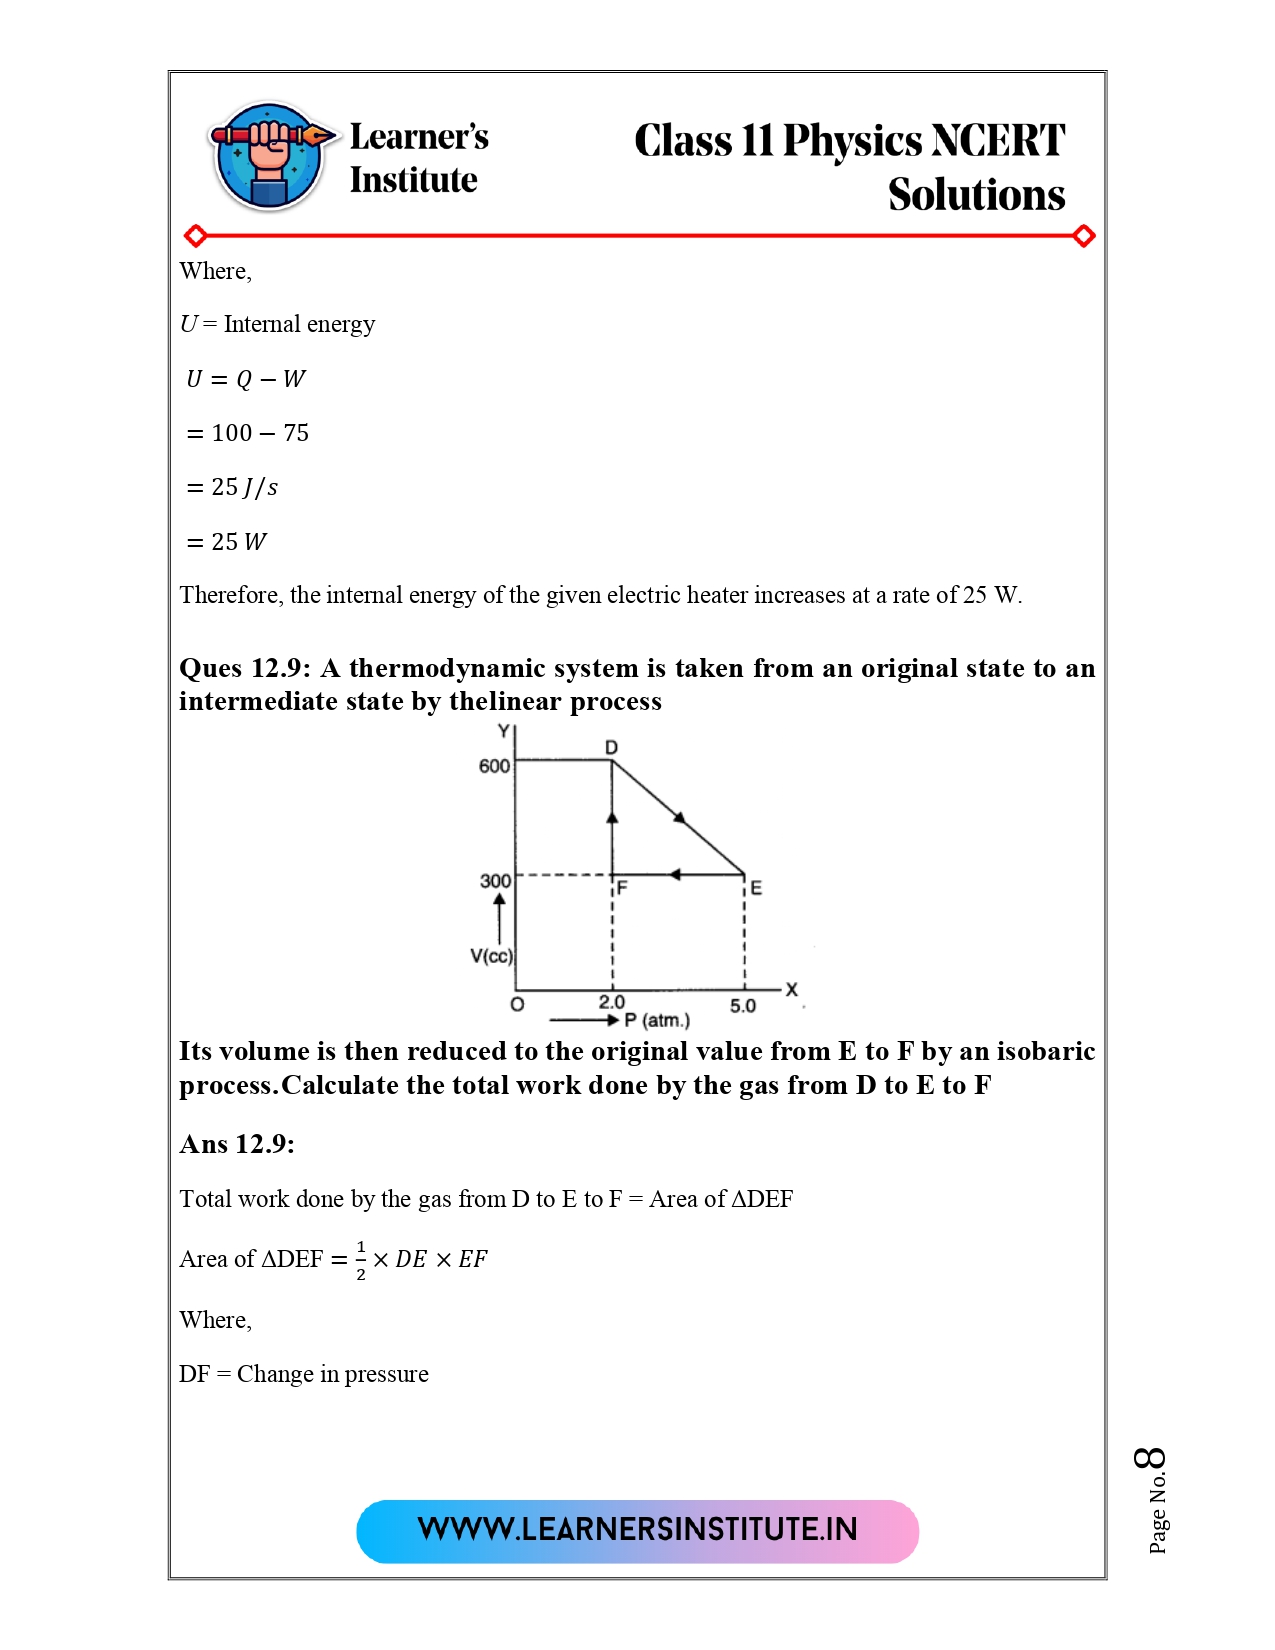 Learner's
Institute
Class 11 Physics NCERT
Solutions
Where,
U = Internal energy
U = Q − W
= 100 − 75
= 25 J/s
= 25 W
Therefore, the internal energy of the given electric heater increases at a rate of 25 W.
Ques 12.9: A thermodynamic system is taken from an original state to an
intermediate state by thelinear process
Y
D
600
300
F
E
V(cc)
X
O
2.0
5.0
P (atm.)
Its volume is then reduced to the original value from E to F by an isobaric
process.Calculate the total work done by the gas from D to E to F
Ans 12.9:
Total work done by the gas from D to E to F = Area of ΔDEF
Area of ΔDEF = 1/2 × DE × EF
Where,
DF = Change in pressure
Page No.8
WWW.LEARNERSINSTITUTE.IN